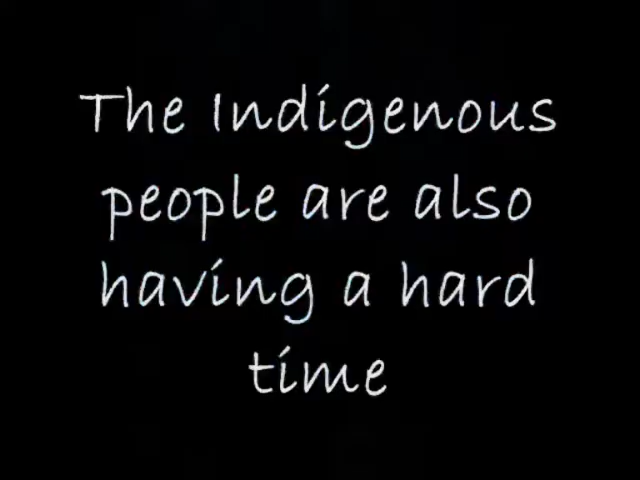 The Indigenous
people are also
having a hard
time